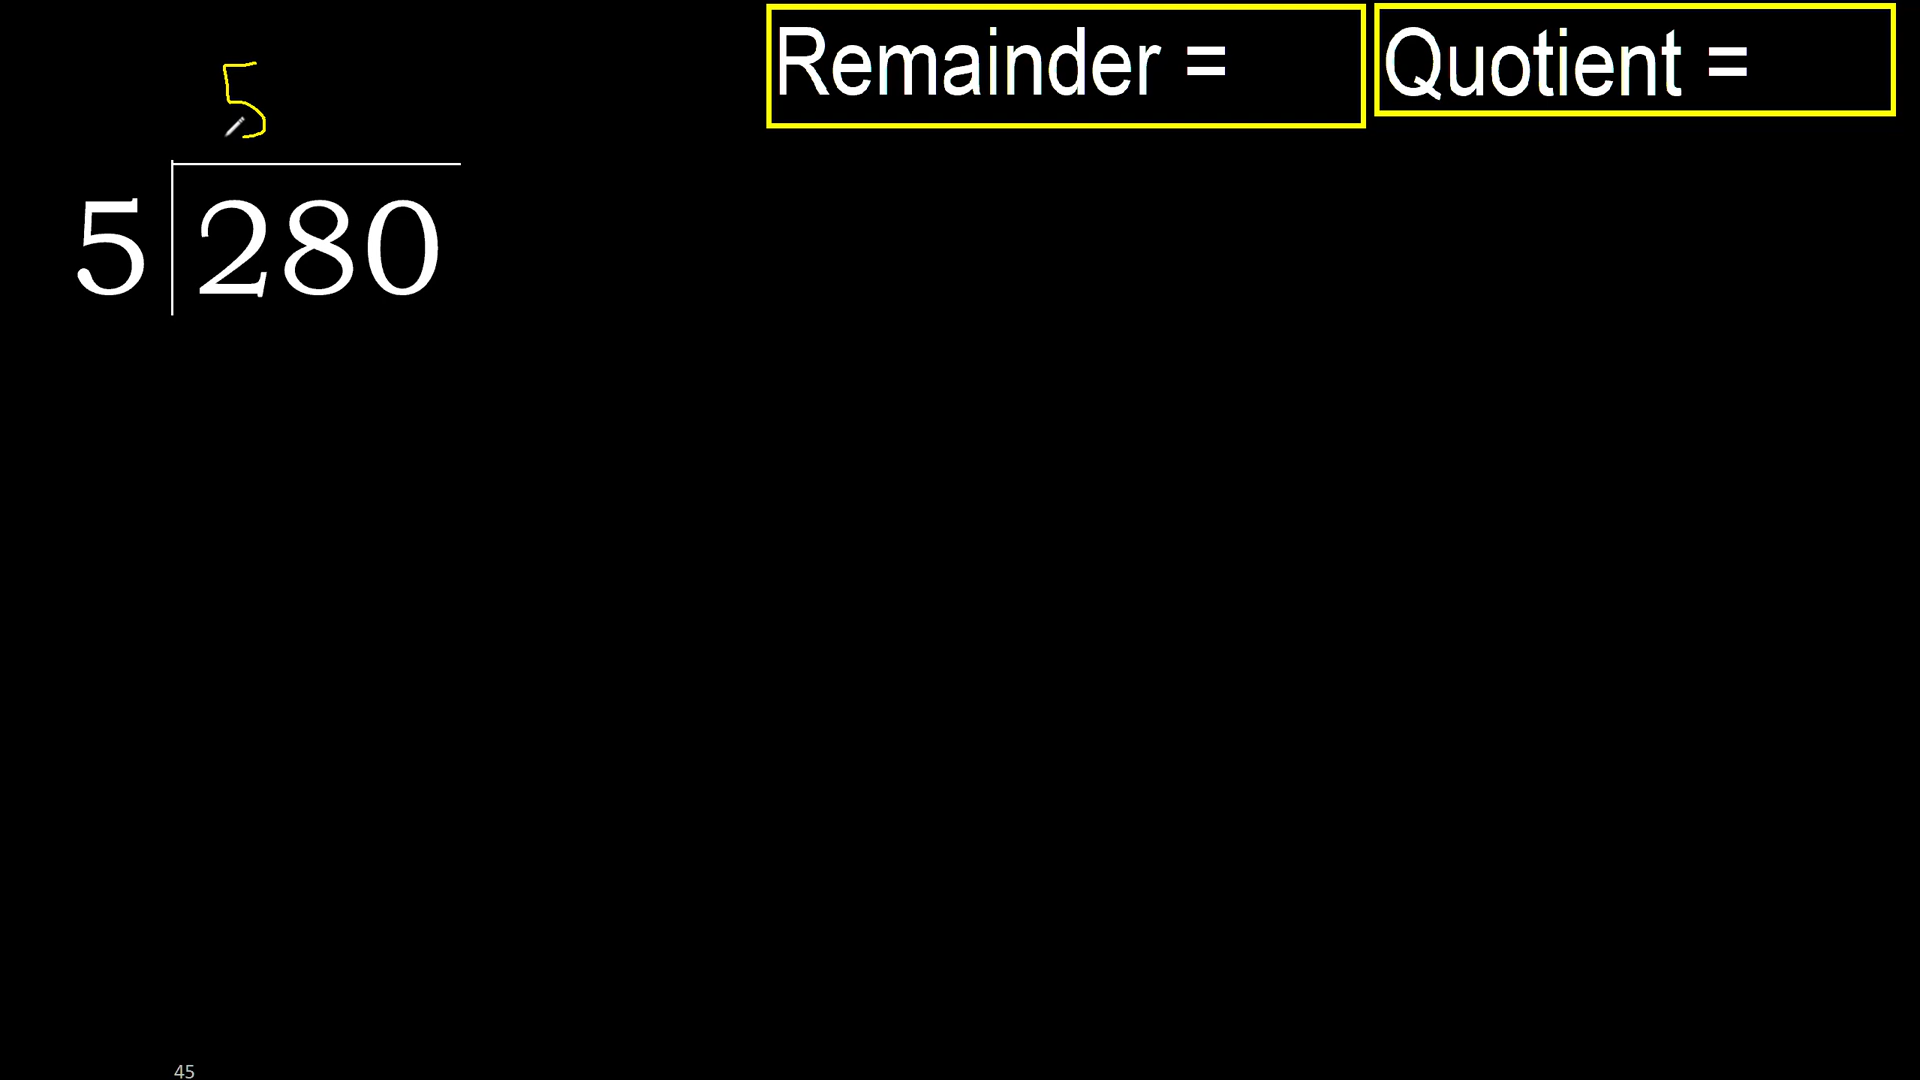 Remainder = Quotient =
5
5 280
45